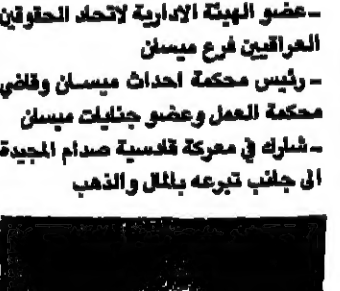 ـ عضو الهيئة الادارية لاتحاد الحقوقين
العراقيين فرع ميسان
ـ رئيس محكمة احداث ميسان وقاضي
محكمة العمل وعضو جنايات ميسان
ـ شارك في معركة قادسية صدام المجيدة
الى جانب تبرعه بالمال والذهب